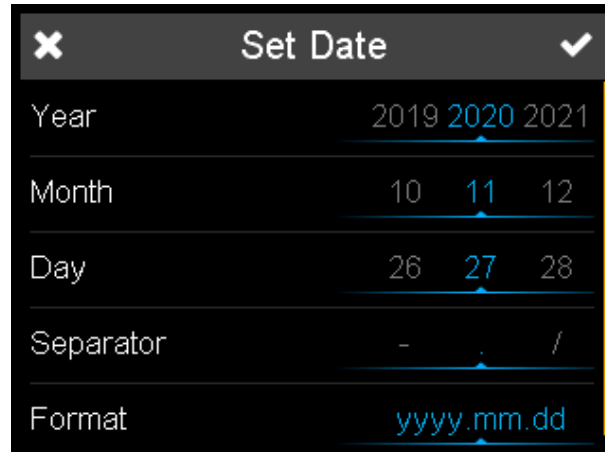 ✖ Set Date ✔
Year 2019 2020 2021
Month 10 11 12
Day 26 27 28
Separator - . /
Format yyyy.mm.dd